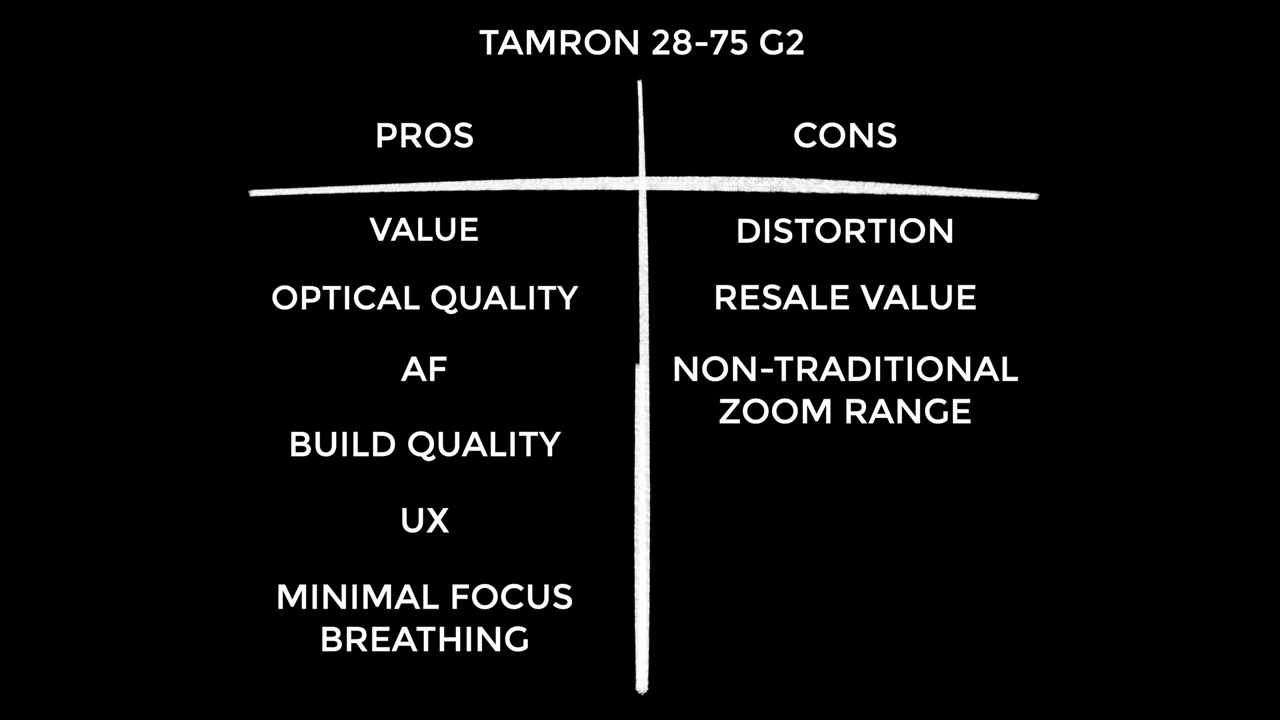 TAMRON 28-75 G2
PROS
CONS
VALUE
OPTICAL QUALITY
AF
BUILD QUALITY
UX
MINIMAL FOCUS
BREATHING
DISTORTION
RESALE VALUE
NON-TRADITIONAL
ZOOM RANGE